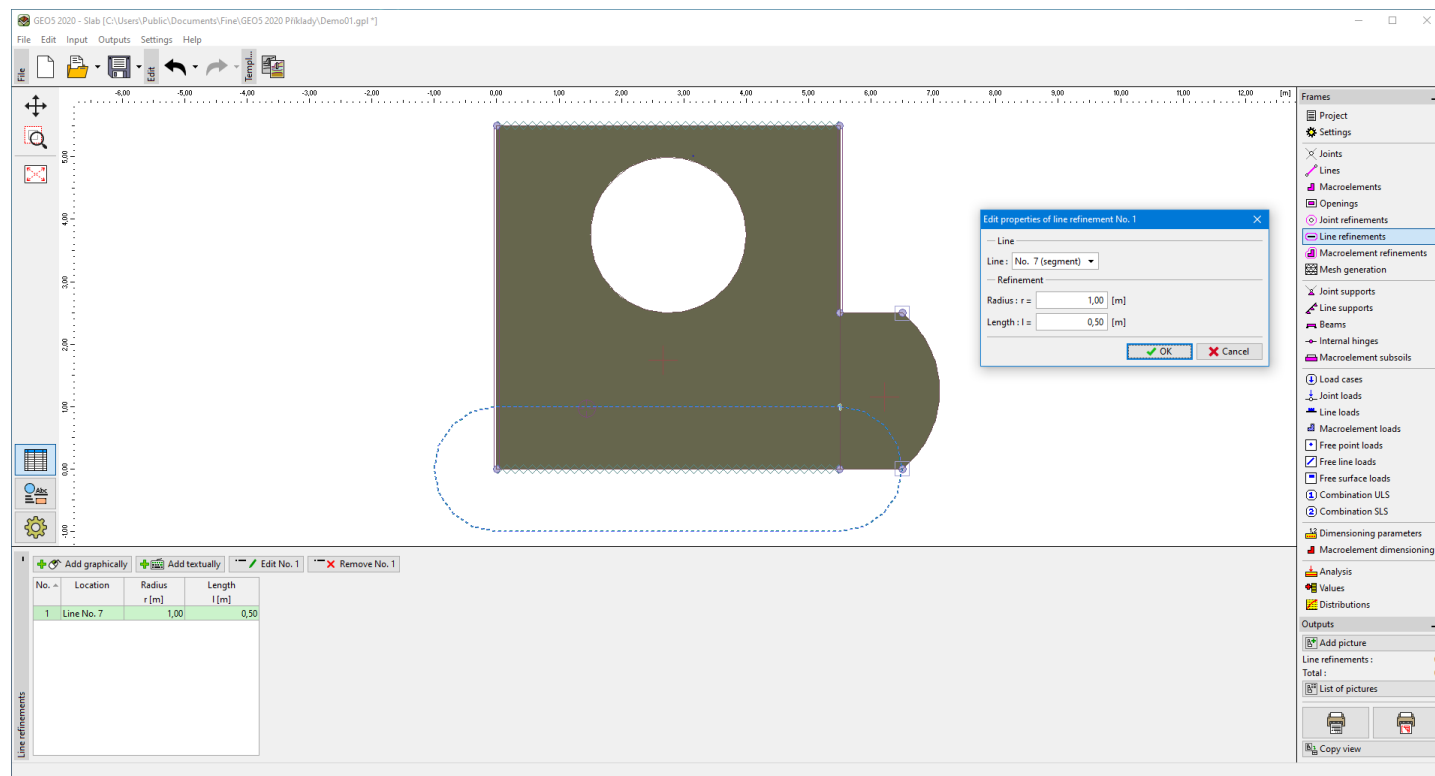 GEO5 2020 - Slab [C:\Users\Public\Documents\Fine\GEO5 2020 Příklady\Demo01.gpl *]
File Edit Input Outputs Settings Help
File
Edit
Templ...
-6,00 -5,00 -4,00 -3,00 -2,00 -1,00 0,00 1,00 2,00 3,00 4,00 5,00 6,00 7,00 8,00 9,00 10,00 11,00 12,00 [m]
5,00
4,00
3,00
2,00
1,00
0,00
-1,00
Abc
Edit properties of line refinement No. 1
Line
Line : No. 7 (segment)
Refinement
Radius : r = 1,00 [m]
Length : l = 0,50 [m]
OK Cancel
Frames
Project
Settings
Joints
Lines
Macroelements
Openings
Joint refinements
Line refinements
Macroelement refinements
Mesh generation
Joint supports
Line supports
Beams
Internal hinges
Macroelement subsoils
Load cases
Joint loads
Line loads
Macroelement loads
Free point loads
Free line loads
Free surface loads
1 Combination ULS
2 Combination SLS
Dimensioning parameters
Macroelement dimensioning
Analysis
Values
Distributions
Outputs
Add picture
Line refinements :
Total :
List of pictures
Copy view
Line refinements
Add graphically Add textually Edit No. 1 Remove No. 1
No. Location Radius Length
r [m] l [m]
1 Line No. 7 1,00 0,50